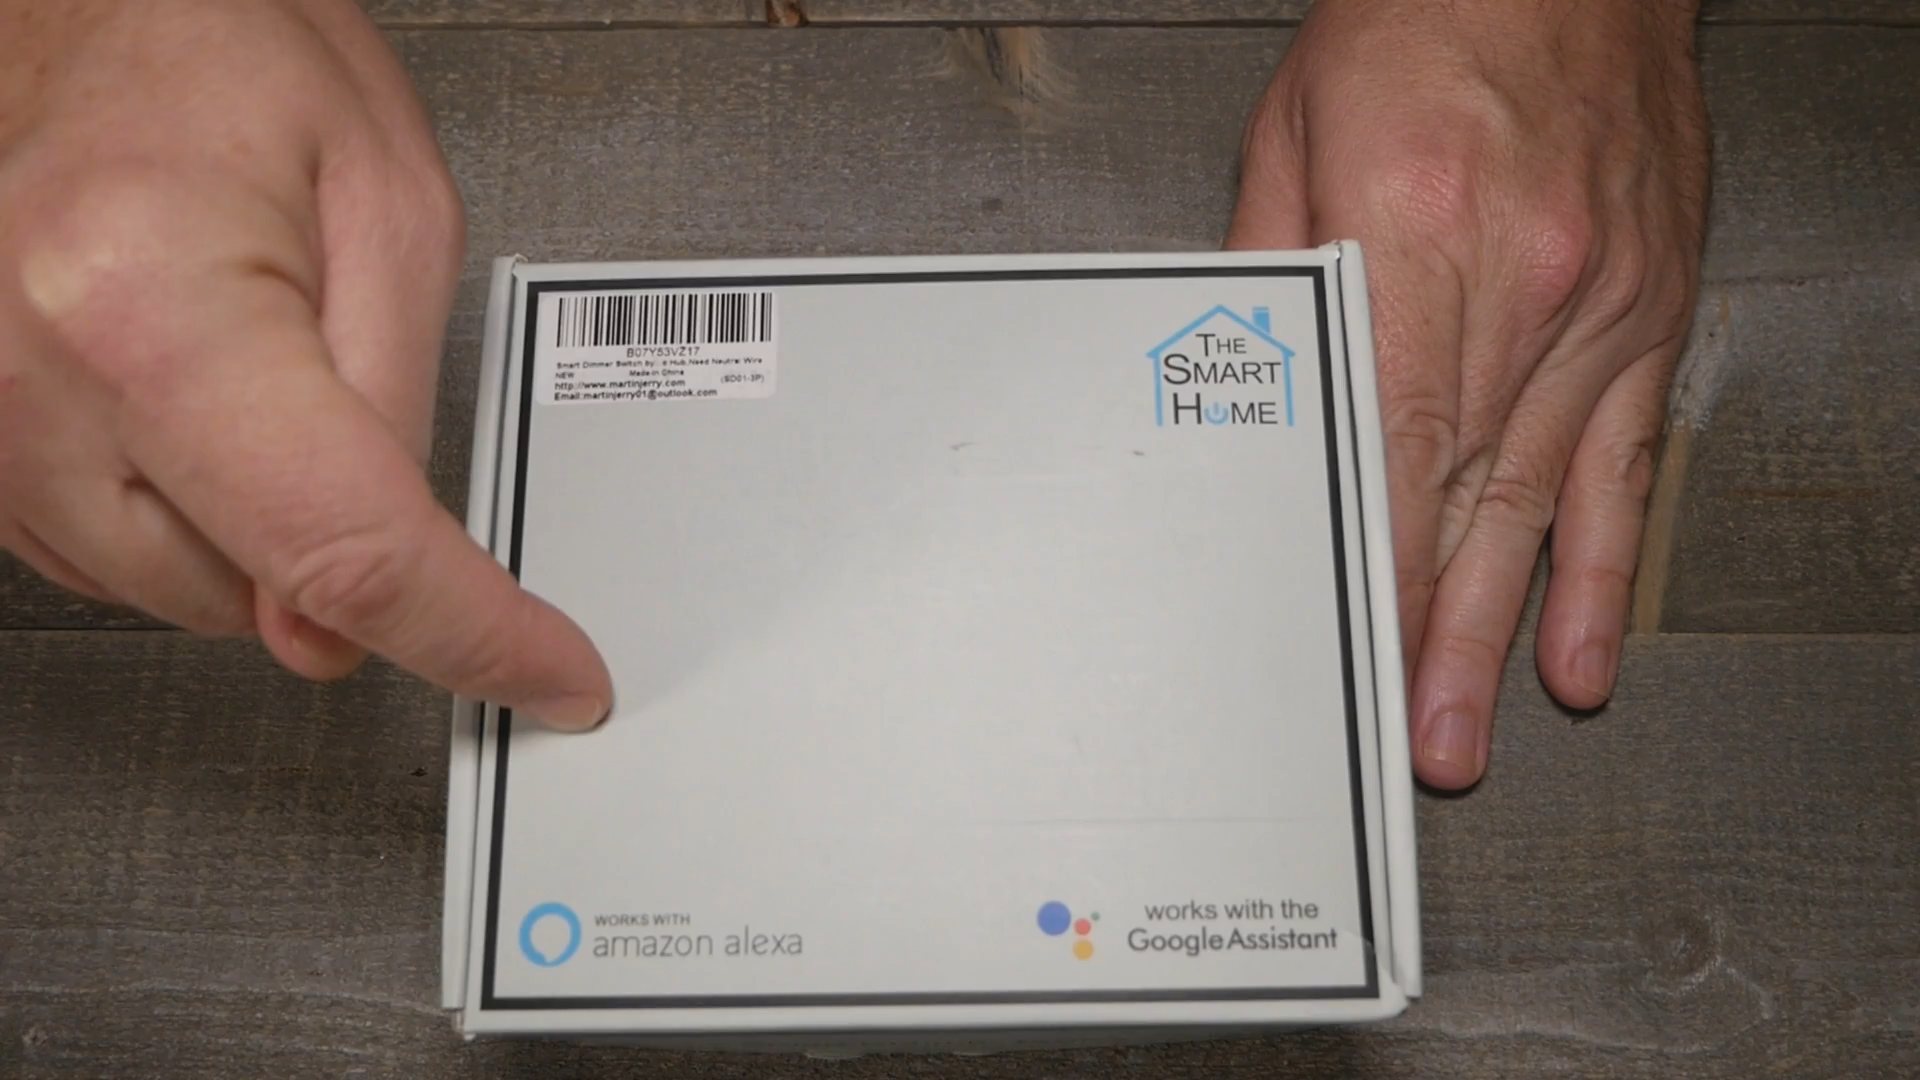 B07Y53VZ17
Smart Dimmer Switch by...o Hub,Need Neutral Wire
NEW
Made in China
http://www.martinjerry.com
(SD01-3P)
Email:martinjerry01@outlook.com
THE
SMART
HOME
WORKS WITH
amazon alexa
works with the
Google Assistant